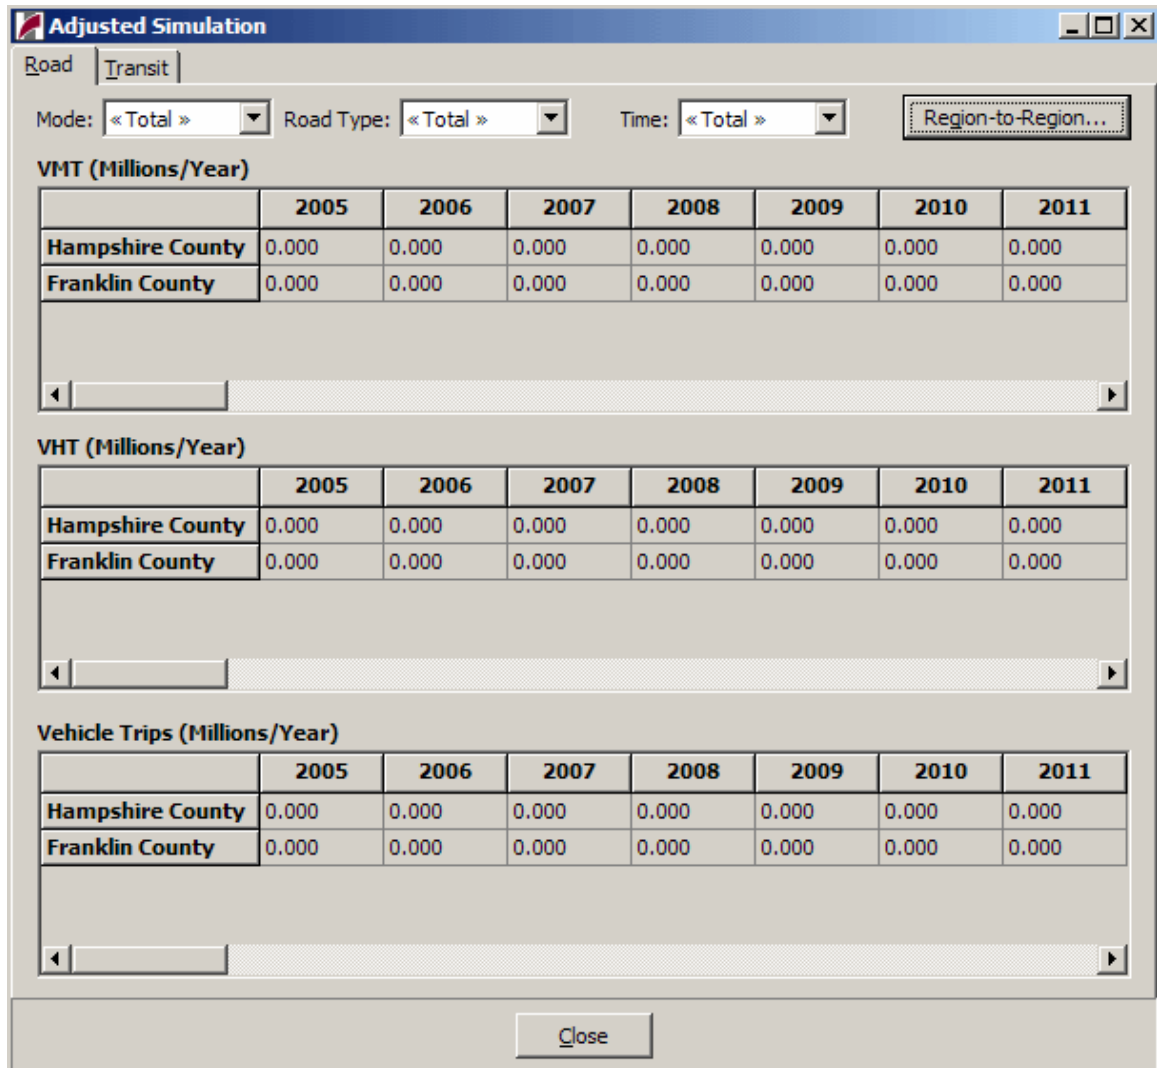 Adjusted Simulation
Road Transit
Mode: « Total » Road Type: « Total » Time: « Total » Region-to-Region...
VMT (Millions/Year)
2005 2006 2007 2008 2009 2010 2011
Hampshire County 0.000 0.000 0.000 0.000 0.000 0.000 0.000
Franklin County 0.000 0.000 0.000 0.000 0.000 0.000 0.000
VHT (Millions/Year)
2005 2006 2007 2008 2009 2010 2011
Hampshire County 0.000 0.000 0.000 0.000 0.000 0.000 0.000
Franklin County 0.000 0.000 0.000 0.000 0.000 0.000 0.000
Vehicle Trips (Millions/Year)
2005 2006 2007 2008 2009 2010 2011
Hampshire County 0.000 0.000 0.000 0.000 0.000 0.000 0.000
Franklin County 0.000 0.000 0.000 0.000 0.000 0.000 0.000
Close